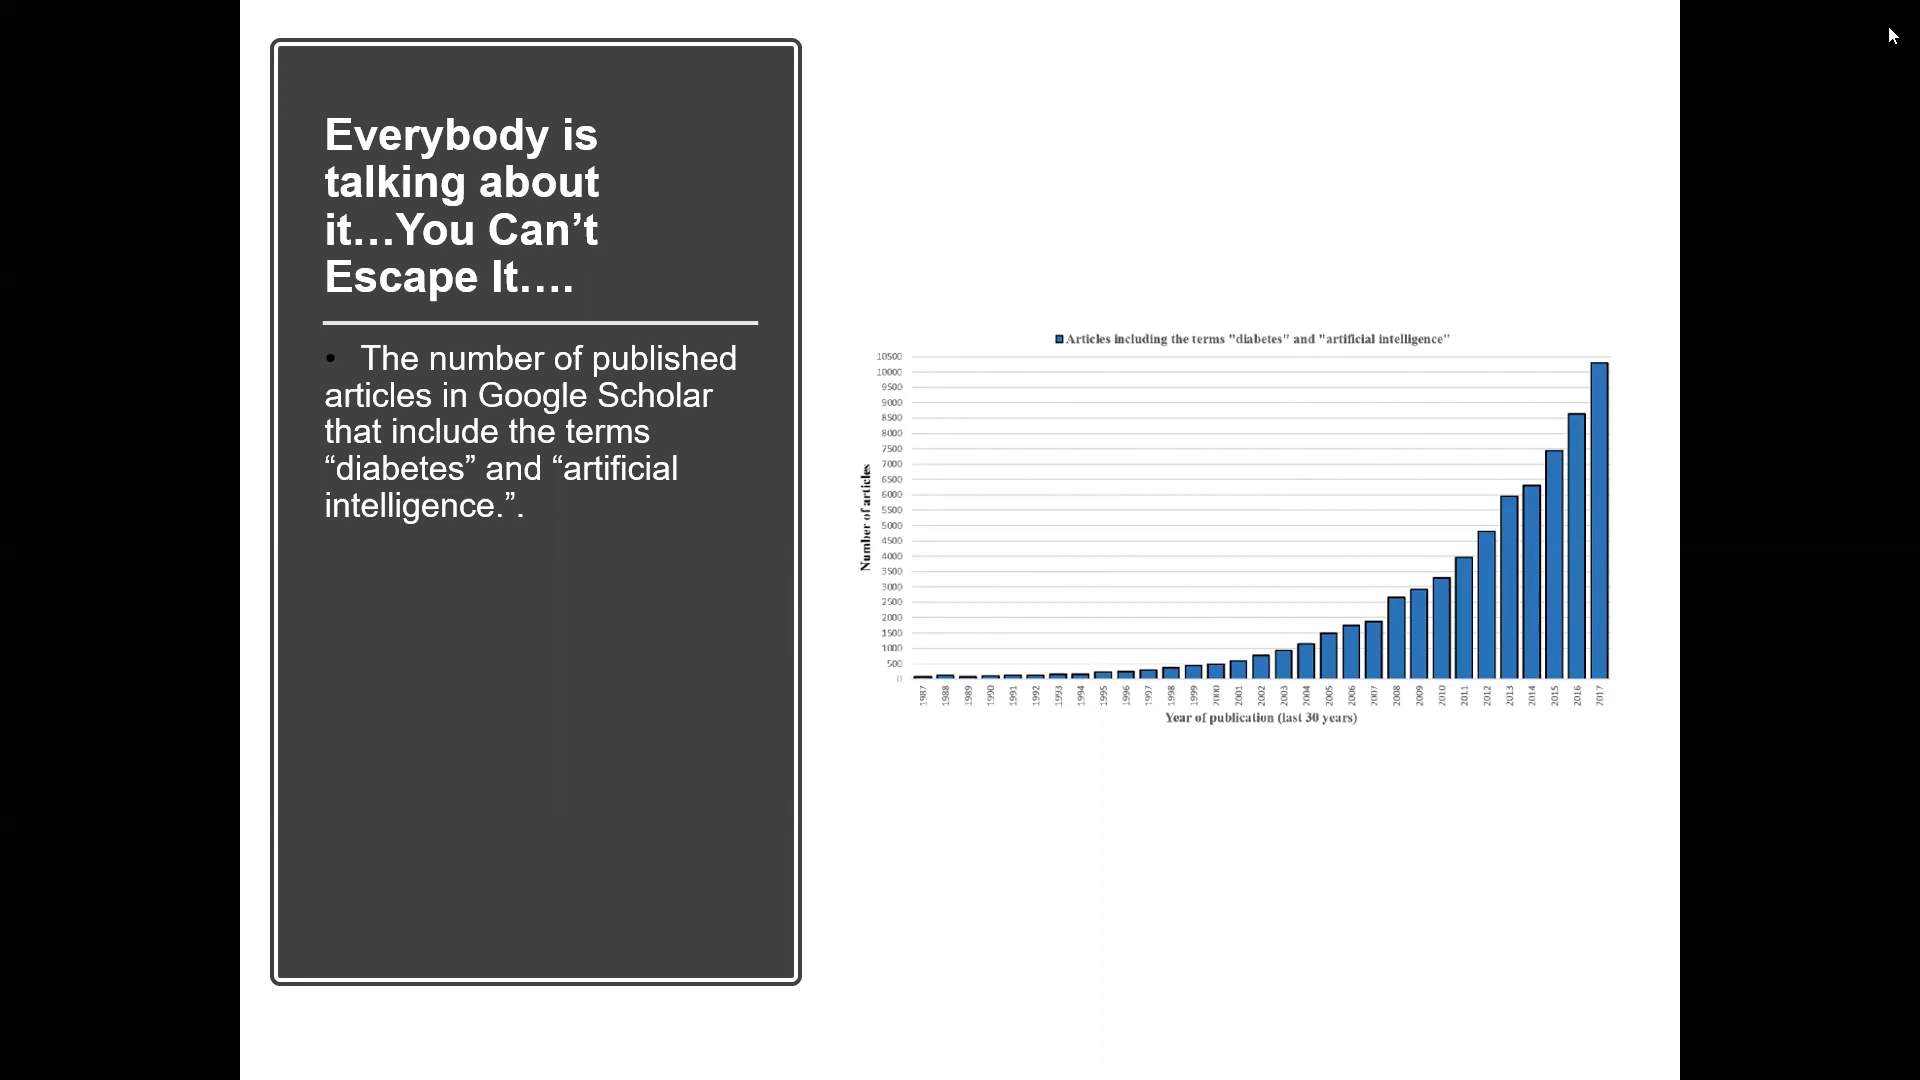 Everybody is
talking about
it…You Can’t
Escape It….
• The number of published
articles in Google Scholar
that include the terms
“diabetes” and “artificial
intelligence.”.
Articles including the terms "diabetes" and "artificial intelligence"
Number of articles
10500
10000
9500
9000
8500
8000
7500
7000
6500
6000
5500
5000
4500
4000
3500
3000
2500
2000
1500
1000
500
0
1987 1988 1989 1990 1991 1992 1993 1994 1995 1996 1997 1998 1999 2000 2001 2002 2003 2004 2005 2006 2007 2008 2009 2010 2011 2012 2013 2014 2015 2016 2017
Year of publication (last 30 years)